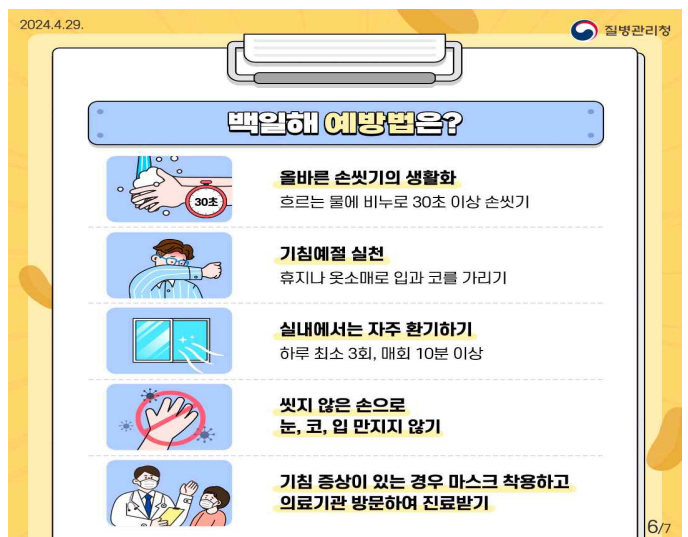 2024.4.29.
질병관리청
백일해 예방법은?
30초
올바른 손씻기의 생활화
흐르는 물에 비누로 30초 이상 손씻기
기침예절 실천
휴지나 옷소매로 입과 코를 가리기
실내에서는 자주 환기하기
하루 최소 3회, 매회 10분 이상
씻지 않은 손으로
눈, 코, 입 만지지 않기
기침 증상이 있는 경우 마스크 착용하고
의료기관 방문하여 진료받기
6/7